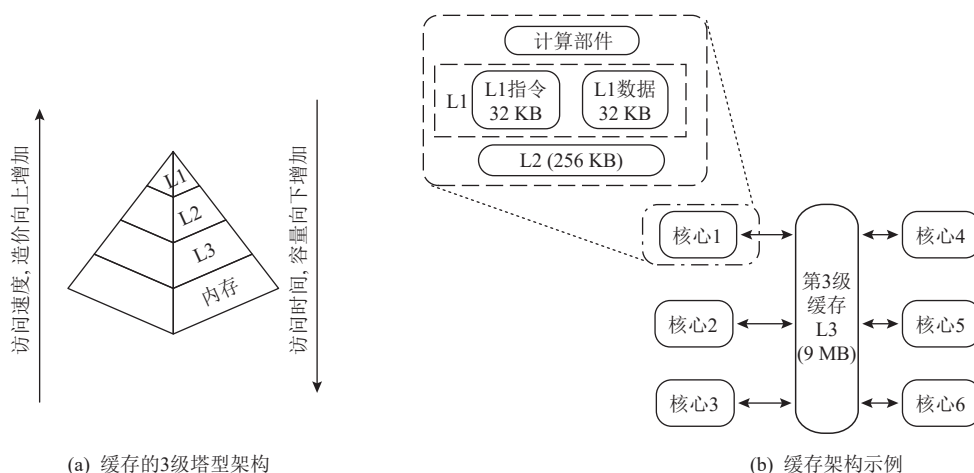 访问速度, 造价向上增加
L1
L2
L3
内存
访问时间, 容量向下增加
(a) 缓存的3级塔型架构
计算部件
L1
L1指令
32 KB
L1数据
32 KB
L2 (256 KB)
核心1
核心2
核心3
第3级
缓存
L3
(9 MB)
核心4
核心5
核心6
(b) 缓存架构示例